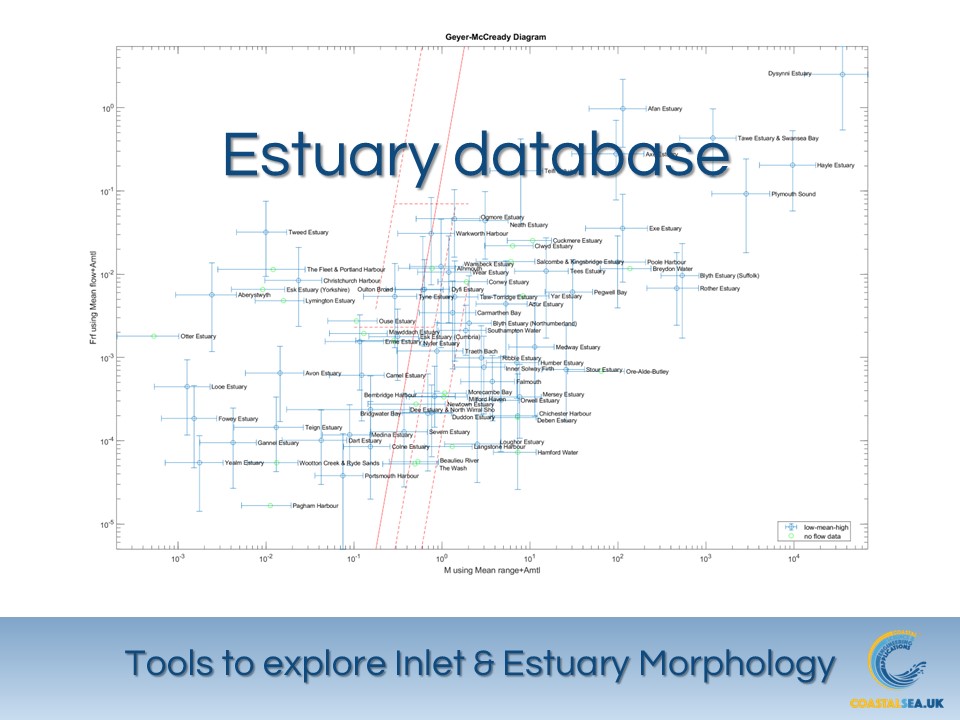 Geyer-McCready Diagram
Estuary database
Dysynni Estuary
Afan Estuary
Tawe Estuary & Swansea Bay
Hayle Estuary
Plymouth Sound
Ogmore Estuary
Neath Estuary
Exe Estuary
Tweed Estuary
Warkworth Harbour
Cuckmere Estuary
Clwyd Estuary
The Fleet & Portland Harbour
Wansbeck Estuary
Alnmouth
Wear Estuary
Salcombe & Kingsbridge Estuary
Tees Estuary
Poole Harbour
Breydon Water
Blyth Estuary (Suffolk)
Christchurch Harbour
Conwy Estuary
Esk Estuary (Yorkshire)
Oulton Broad
Dyfi Estuary
Rother Estuary
Aberystwyth
Lymington Estuary
Tyne Estuary
Taw-Torridge Estuary
Yar Estuary
Pegwell Bay
Adur Estuary
Carmarthen Bay
Ouse Estuary
Blyth Estuary (Northumberland)
Southampton Water
Otter Estuary
Mawddach Estuary
Esk Estuary (Cumbria)
Erme Estuary
Nyfer Estuary
Medway Estuary
Traeth Bach
Ribble Estuary
Humber Estuary
Inner Solway Firth
Stour Estuary
Ore-Alde-Butley
Avon Estuary
Camel Estuary
Falmouth
Looe Estuary
Bembridge Harbour
Morecambe Bay
Milford Haven
Mersey Estuary
Orwell Estuary
Newtown Estuary
Bridgwater Bay
Dee Estuary & North Wirral Sho
Duddon Estuary
Chichester Harbour
Deben Estuary
Fowey Estuary
Teign Estuary
Medina Estuary
Severn Estuary
Gannel Estuary
Dart Estuary
Colne Estuary
Langstone Harbour
Lougher Estuary
Hamford Water
Yealm Estuary
Wootton Creek & Ryde Sands
Beaulieu River
The Wash
Portsmouth Harbour
Pagham Harbour
low-mean-high
no flow data
Frf using Mean flow+Amtl
10^0
10^-1
10^-2
10^-3
10^-4
10^-5
10^-3 10^-2 10^-1 10^0 10^1 10^2 10^3 10^4
M using Mean range+Amtl
Tools to explore Inlet & Estuary Morphology
COASTAL
ENGINEERING
APPLICATIONS
COASTALSEA.UK